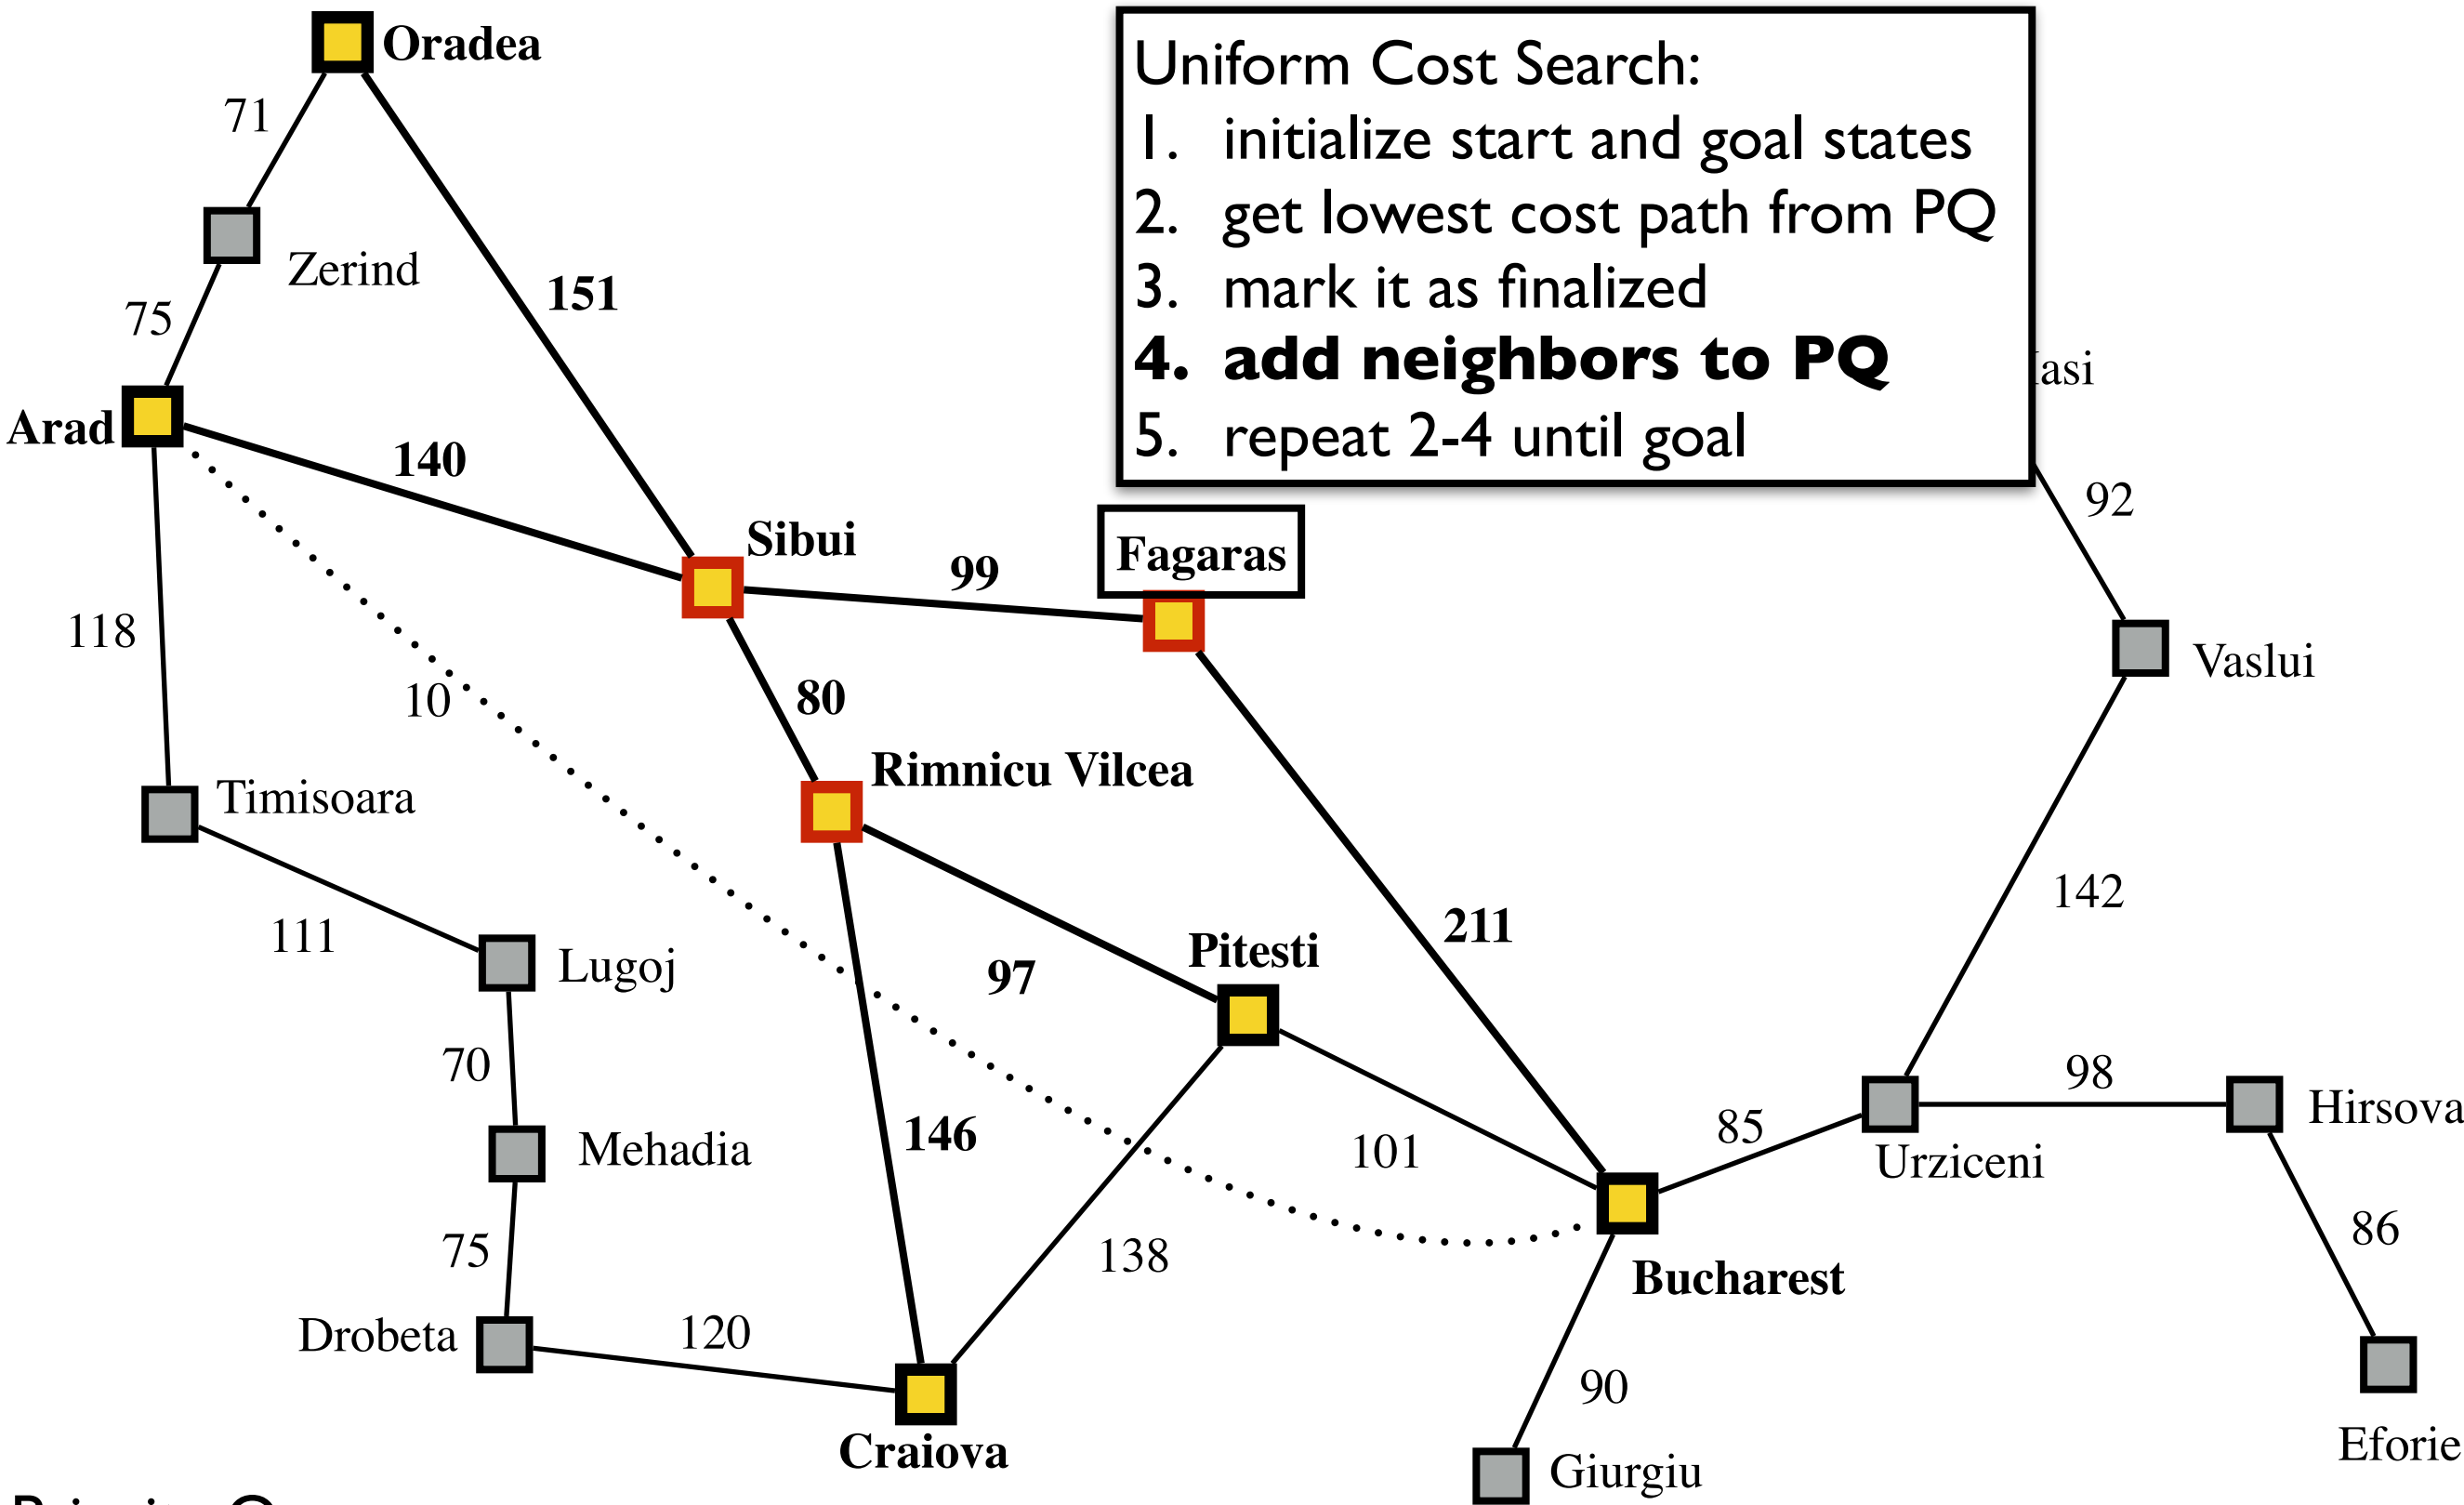 Oradea
Uniform Cost Search:
1. initialize start and goal states
2. get lowest cost path from PQ
3. mark it as finalized
4. add neighbors to PQ
5. repeat 2-4 until goal
71
Zerind
151
75
Arad
140
92
Sibui
99
Fagaras
118
10
80
Vaslui
Rimnicu Vilcea
Timisoara
142
111
Lugoj
97
Pitesti
211
70
Mehadia
146
101
85
98
Hirsova
Urziceni
75
138
86
Bucharest
Drobeta
120
90
Craiova
Giurgiu
Eforie